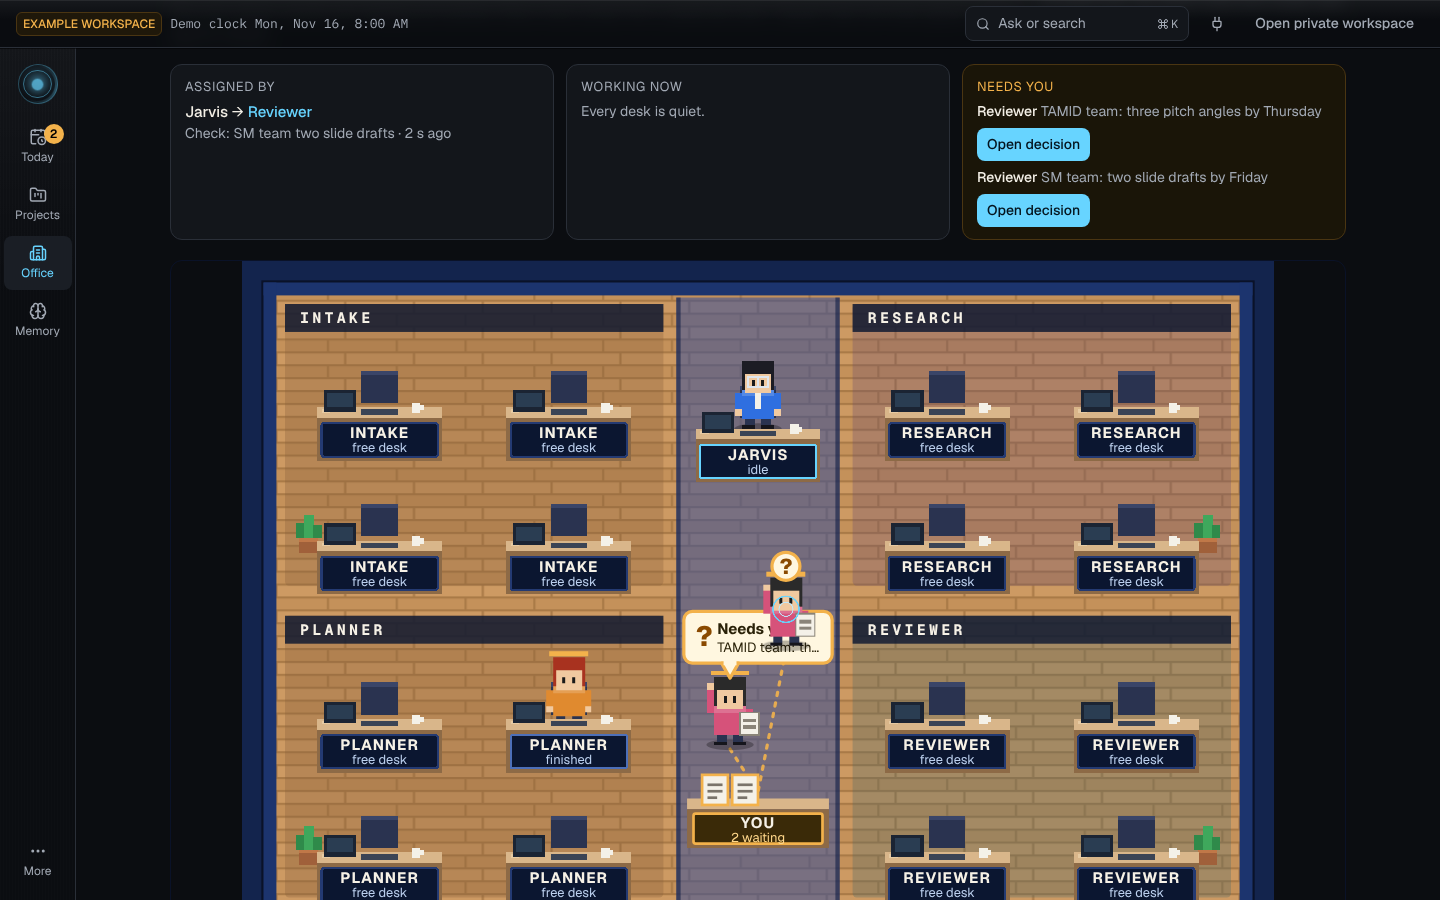 EXAMPLE WORKSPACE Demo clock Mon, Nov 16, 8:00 AM
Ask or search ⌘K
Open private workspace
2
Today
Projects
Office
Memory
More
ASSIGNED BY
Jarvis → Reviewer
Check: SM team two slide drafts · 2 s ago
WORKING NOW
Every desk is quiet.
NEEDS YOU
Reviewer TAMID team: three pitch angles by Thursday
Open decision
Reviewer SM team: two slide drafts by Friday
Open decision
INTAKE
INTAKE
free desk
INTAKE
free desk
INTAKE
free desk
INTAKE
free desk
JARVIS
idle
RESEARCH
RESEARCH
free desk
RESEARCH
free desk
RESEARCH
free desk
RESEARCH
free desk
?
? Needs
TAMID team: th…
YOU
2 waiting
PLANNER
PLANNER
free desk
PLANNER
finished
PLANNER
free desk
PLANNER
free desk
REVIEWER
REVIEWER
free desk
REVIEWER
free desk
REVIEWER
free desk
REVIEWER
free desk